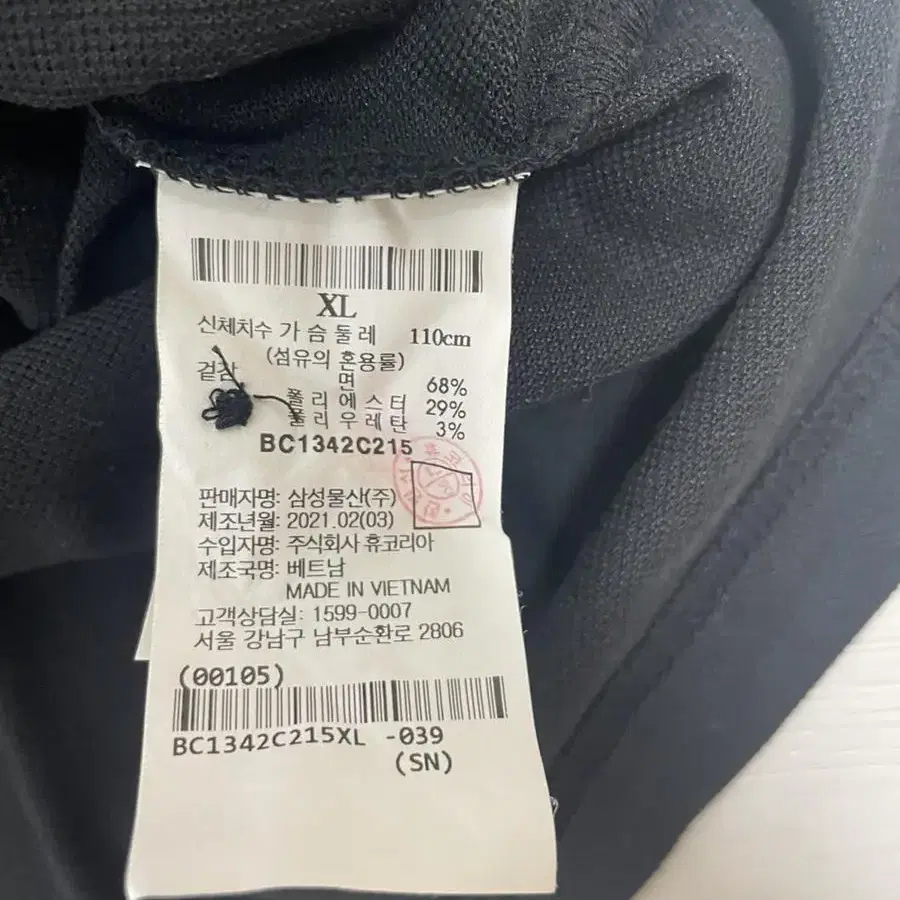 XL
신체치수 가 슴 둘 레 110cm
(섬유의 혼용률)
겉감 면 68%
폴 리 에 스 터 29%
폴 리 우 레 탄 3%
BC1342C215
판매자명: 삼성물산(주)
제조년월: 2021.02(03)
수입자명: 주식회사 휴코리아
제조국명: 베트남
MADE IN VIETNAM
고객상담실: 1599-0007
서울 강남구 남부순환로 2806
(00105)
BC1342C215XL -039
(SN)